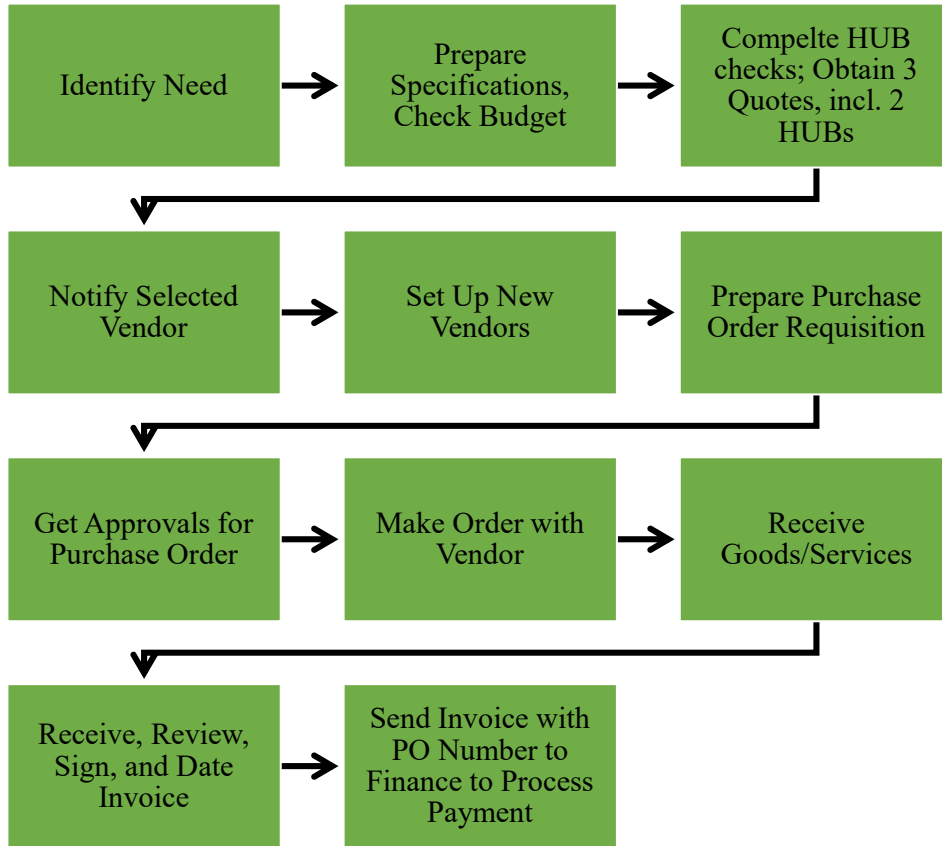 Identify Need
Prepare
Specifications,
Check Budget
Compelte HUB
checks; Obtain 3
Quotes, incl. 2
HUBs
Notify Selected
Vendor
Set Up New
Vendors
Prepare Purchase
Order Requisition
Get Approvals for
Purchase Order
Make Order with
Vendor
Receive
Goods/Services
Receive, Review,
Sign, and Date
Invoice
Send Invoice with
PO Number to
Finance to Process
Payment